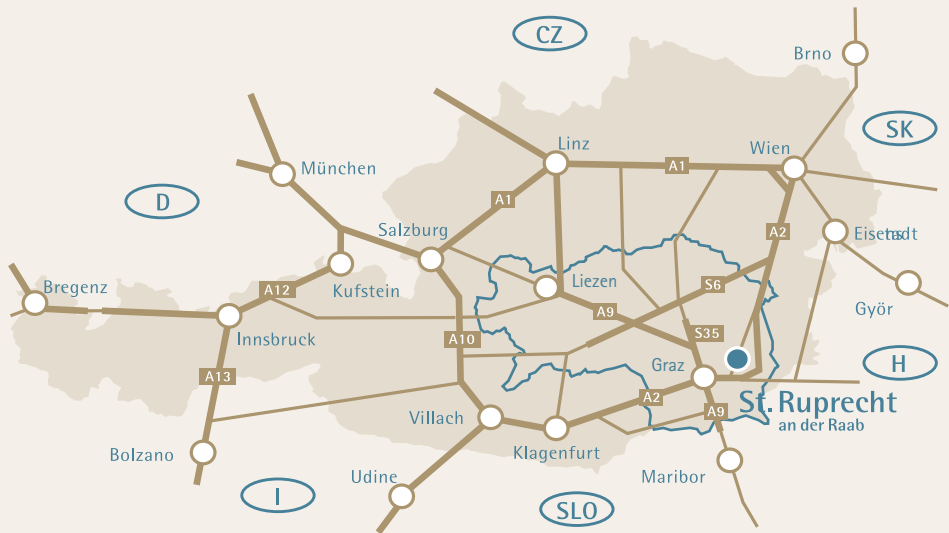 CZ
Brno
SK
Linz
Wien
A1
München
D
A1
Salzburg
A2
Eisenstadt
Liezen
S6
Bregenz
A12
Kufstein
A9
Györ
Innsbruck
A10
S35
H
Graz
A13
A2
St. Ruprecht
an der Raab
A9
Villach
Klagenfurt
Bolzano
Udine
Maribor
I
SLO